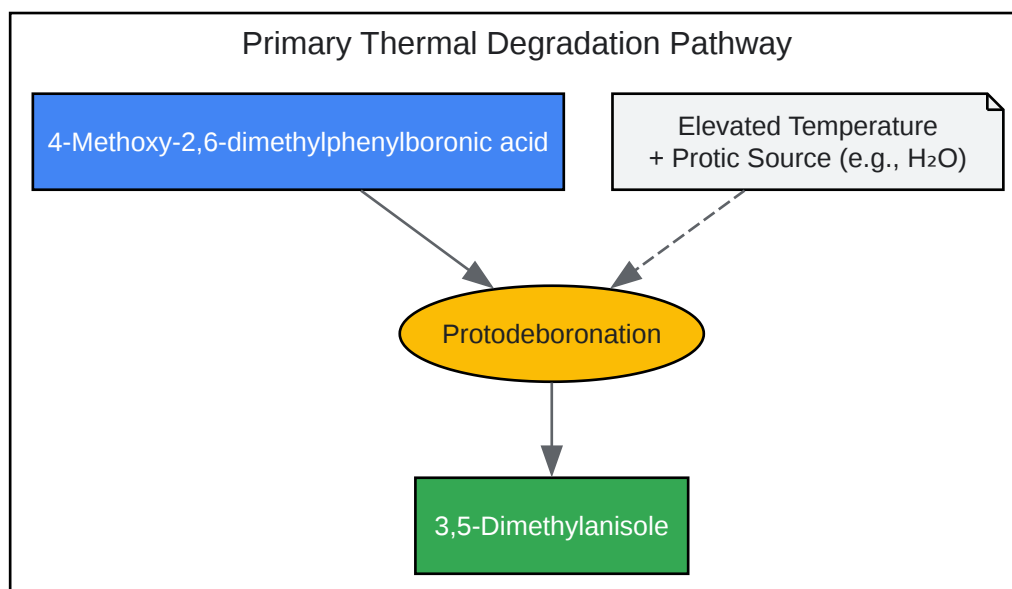 Primary Thermal Degradation Pathway
4-Methoxy-2,6-dimethylphenylboronic acid
Elevated Temperature
+ Protic Source (e.g., H₂O)
Protodeboronation
3,5-Dimethylanisole